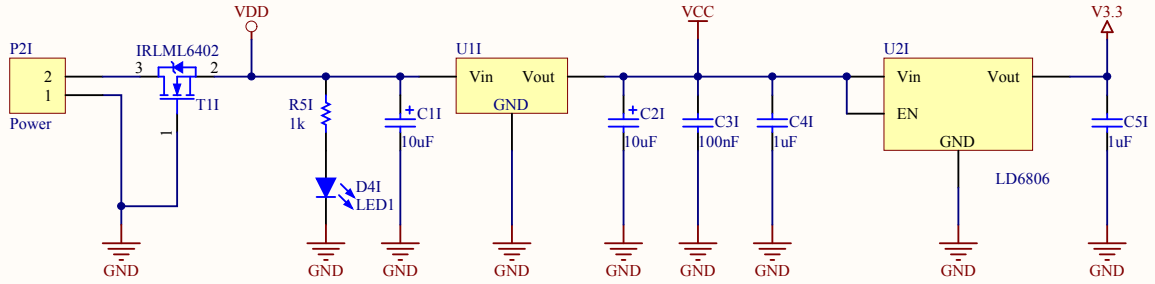 VDD
VCC
V3.3
P2I
IRLML6402
U1I
U2I
3
2
2
1
Vin
Vout
Vin
Vout
T1I
R5I
1k
+
C1I
10uF
GND
+
C2I
10uF
C3I
100nF
C4I
1uF
EN
C5I
1uF
Power
1
GND
LD6806
D4I
LED1
GND
GND
GND
GND
GND
GND
GND
GND
GND